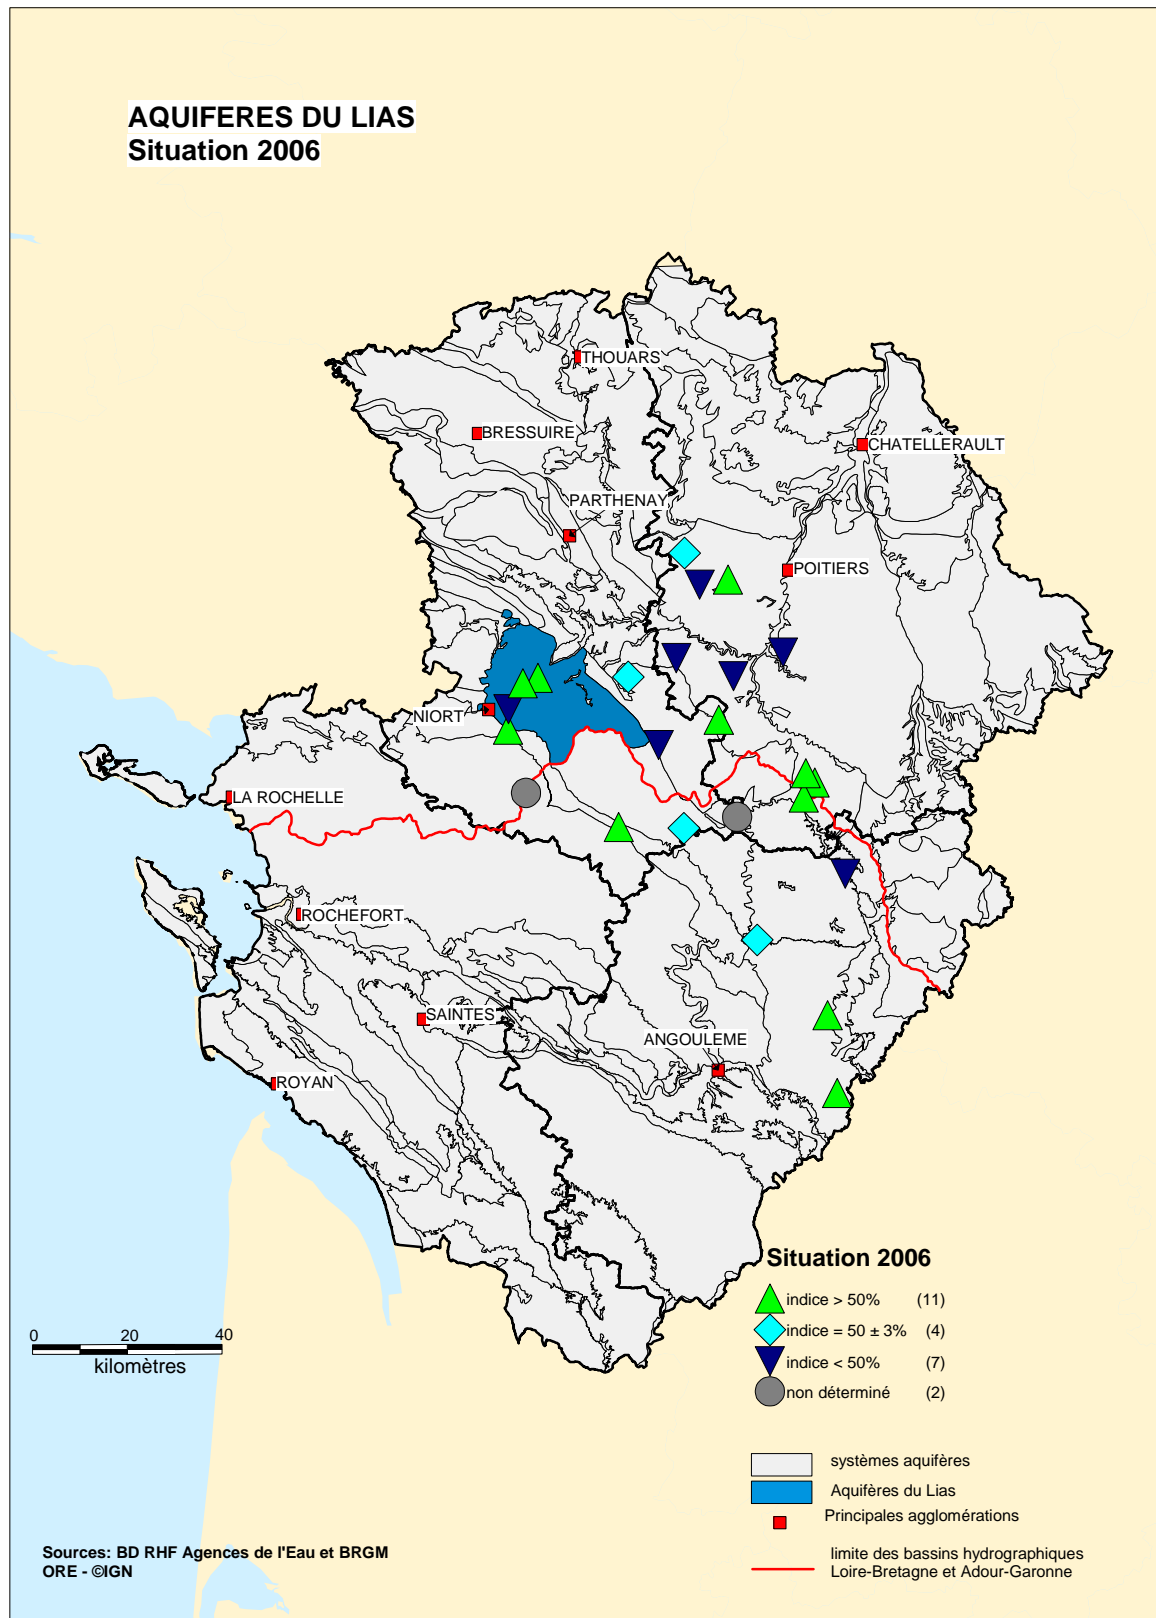 AQUIFERES DU LIAS
Situation 2006
THOUARS
BRESSUIRE
CHATELLERAULT
PARTHENAY
POITIERS
NIORT
LA ROCHELLE
ROCHEFORT
SAINTES
ANGOULEME
ROYAN
Situation 2006
indice > 50% (11)
indice = 50 ± 3% (4)
indice < 50% (7)
non déterminé (2)
0 20 40
kilomètres
systèmes aquifères
Aquifères du Lias
Principales agglomérations
limite des bassins hydrographiques
Loire-Bretagne et Adour-Garonne
Sources: BD RHF Agences de l'Eau et BRGM
ORE - ©IGN